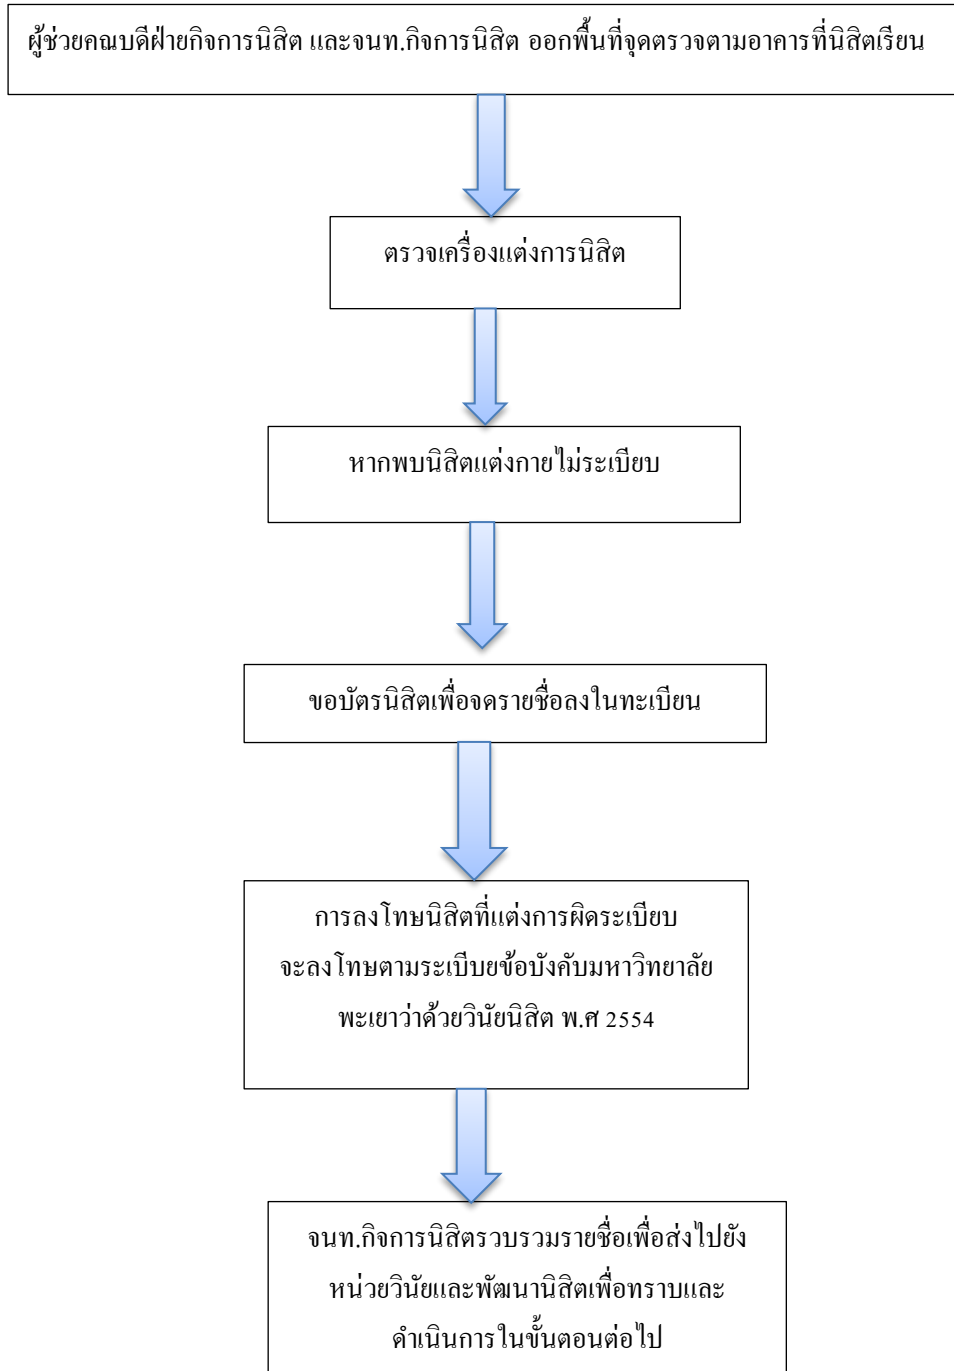 ผู้ช่วยคณบดีฝ่ายกิจการนิสิต และจนท.กิจการนิสิต ออกพื้นที่จุดตรวจตามอาคารที่นิสิตเรียน
ตรวจเครื่องแต่งการนิสิต
หากพบนิสิตแต่งกายไม่ระเบียบ
ขอบัตรนิสิตเพื่อจดรายชื่อลงในทะเบียน
การลงโทษนิสิตที่แต่งการผิดระเบียบ
จะลงโทษตามระเบีบยข้อบังคับมหาวิทยาลัย
พะเยาว่าด้วยวินัยนิสิต พ.ศ 2554
จนท.กิจการนิสิตรวบรวมรายชื่อเพื่อส่งไปยัง
หน่วยวินัยและพัฒนานิสิตเพื่อทราบและ
ดำเนินการในขั้นตอนต่อไป